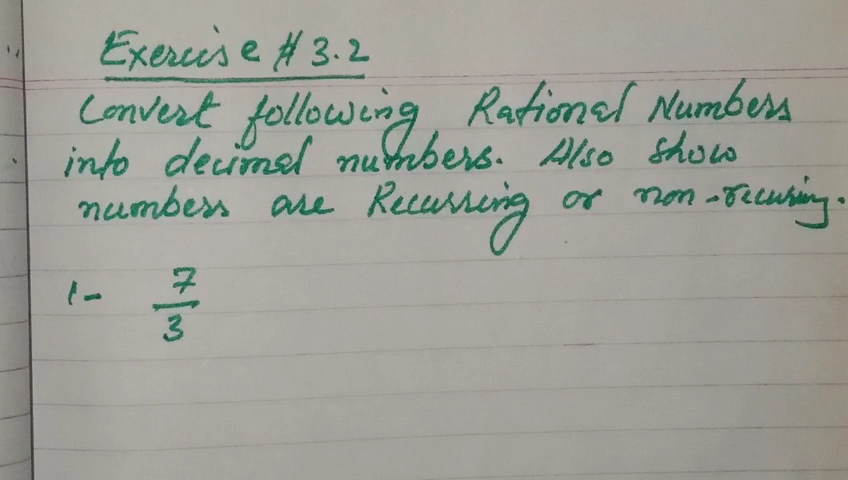 Exercise # 3.2
Convert following Rational Numbers
into decimal numbers. Also show
numbers are Recurring or non-recuring.
1- 7/3